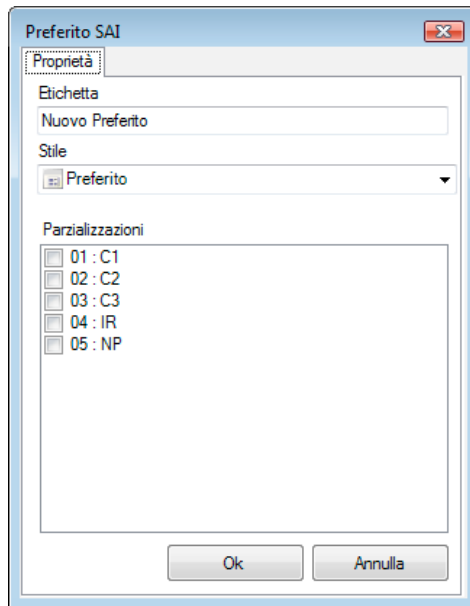 Preferito SAI
Proprietà
Etichetta
Nuovo Preferito
Stile
Preferito
Parzializzazioni
01 : C1
02 : C2
03 : C3
04 : IR
05 : NP
Ok
Annulla